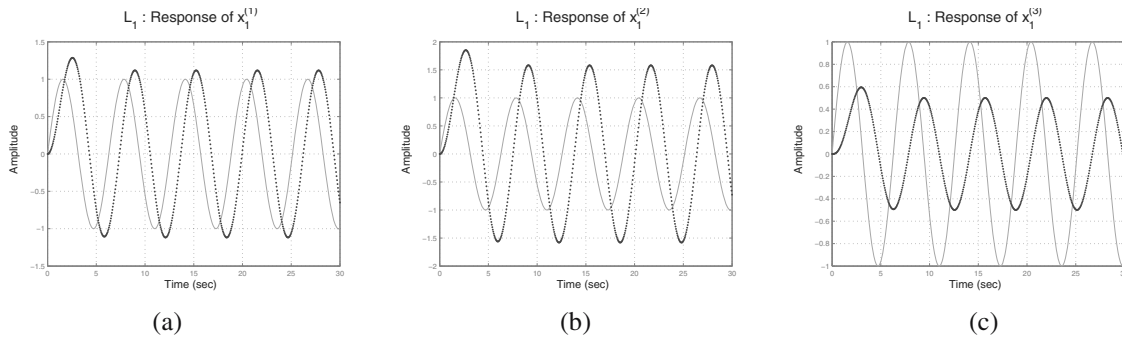 L₁ : Response of x₁⁽¹⁾
Amplitude
1.5
1
0.5
0
−0.5
−1
−1.5
0 5 10 15 20 25 30
Time (sec)
(a)
L₁ : Response of x₁⁽²⁾
Amplitude
2
1.5
1
0.5
0
−0.5
−1
−1.5
−2
0 5 10 15 20 25 30
Time (sec)
(b)
L₁ : Response of x₁⁽³⁾
Amplitude
1
0.8
0.6
0.4
0.2
0
−0.2
−0.4
−0.6
−0.8
−1
0 5 10 15 20 25 30
Time (sec)
(c)